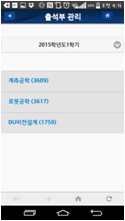 출석부 관리
2015학년도1학기
계측공학 (3609)
로봇공학 (3617)
DU비전설계 (1759)